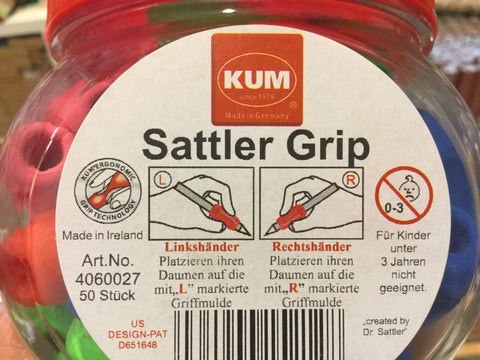 KUM
since 1919
®
Made in Germany
Sattler Grip
KUM ERGONOMIC
GRIP TECHNOLOGY
L
R
0-3
Made in Ireland
Art.No.
4060027
50 Stück
Linkshänder
Platzieren ihren
Daumen auf die
mit„L" markierte
Griffmulde
Rechtshänder
Platzieren ihren
Daumen auf die
mit„R" markierte
Griffmulde
Für Kinder
unter
3 Jahren
nicht
geeignet.
US
DESIGN-PAT
D651648
„created by
Dr. Sattler"